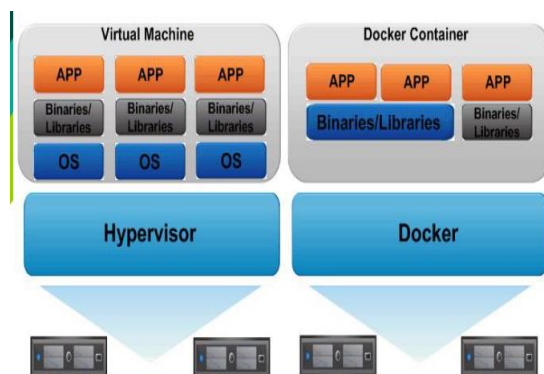 Virtual Machine
APP APP APP
Binaries/ Binaries/ Binaries/
Libraries Libraries Libraries
OS OS OS
Hypervisor
Docker Container
APP APP APP
Binaries/Libraries
Binaries/
Libraries
Docker